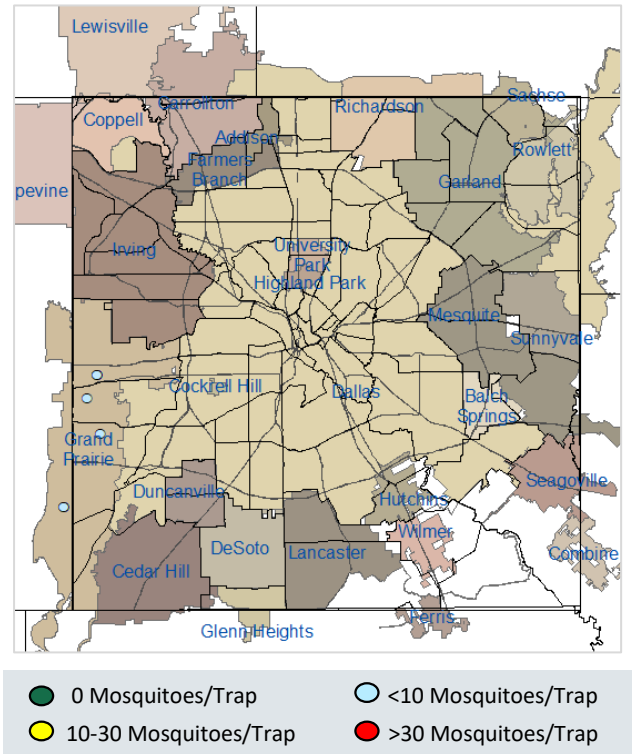 Lewisville
Carrollton
Coppell
Richardson
Sachse
Addison
Farmers
Branch
Rowlett
Garland
pevine
Irving
University
Park
Highland Park
Mesquite
Sunnyvale
Cockrell Hill
Dallas
Balch
Springs
Grand
Prairie
Duncanville
Seagoville
Hutchins
Wilmer
DeSoto
Lancaster
Combine
Cedar Hill
Ferris
Glenn Heights
0 Mosquitoes/Trap
<10 Mosquitoes/Trap
10-30 Mosquitoes/Trap
>30 Mosquitoes/Trap